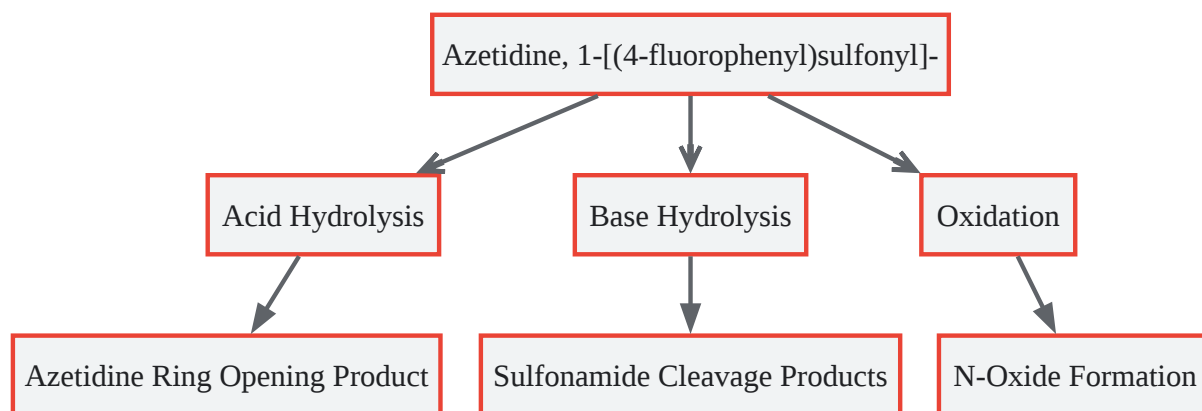 Azetidine, 1-[(4-fluorophenyl)sulfonyl]-
Acid Hydrolysis
Base Hydrolysis
Oxidation
Azetidine Ring Opening Product
Sulfonamide Cleavage Products
N-Oxide Formation